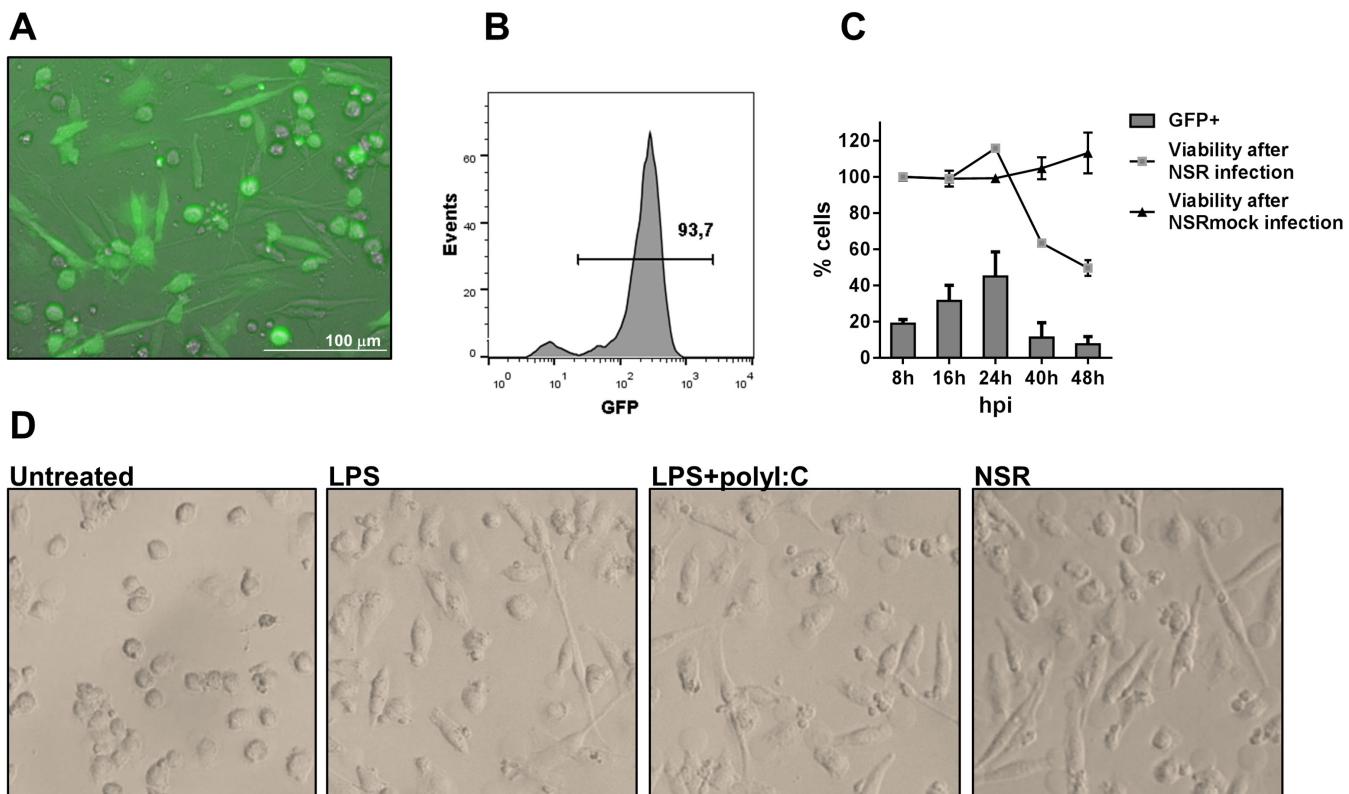 A
B
C
100 μm
60
40
20
0
Events
93,7
10^0
10^1
10^2
10^3
10^4
GFP
120
100
80
60
40
20
0
% cells
8h
16h
24h
40h
48h
hpi
GFP+
Viability after
NSR infection
Viability after
NSRmock infection
D
Untreated
LPS
LPS+polyI:C
NSR